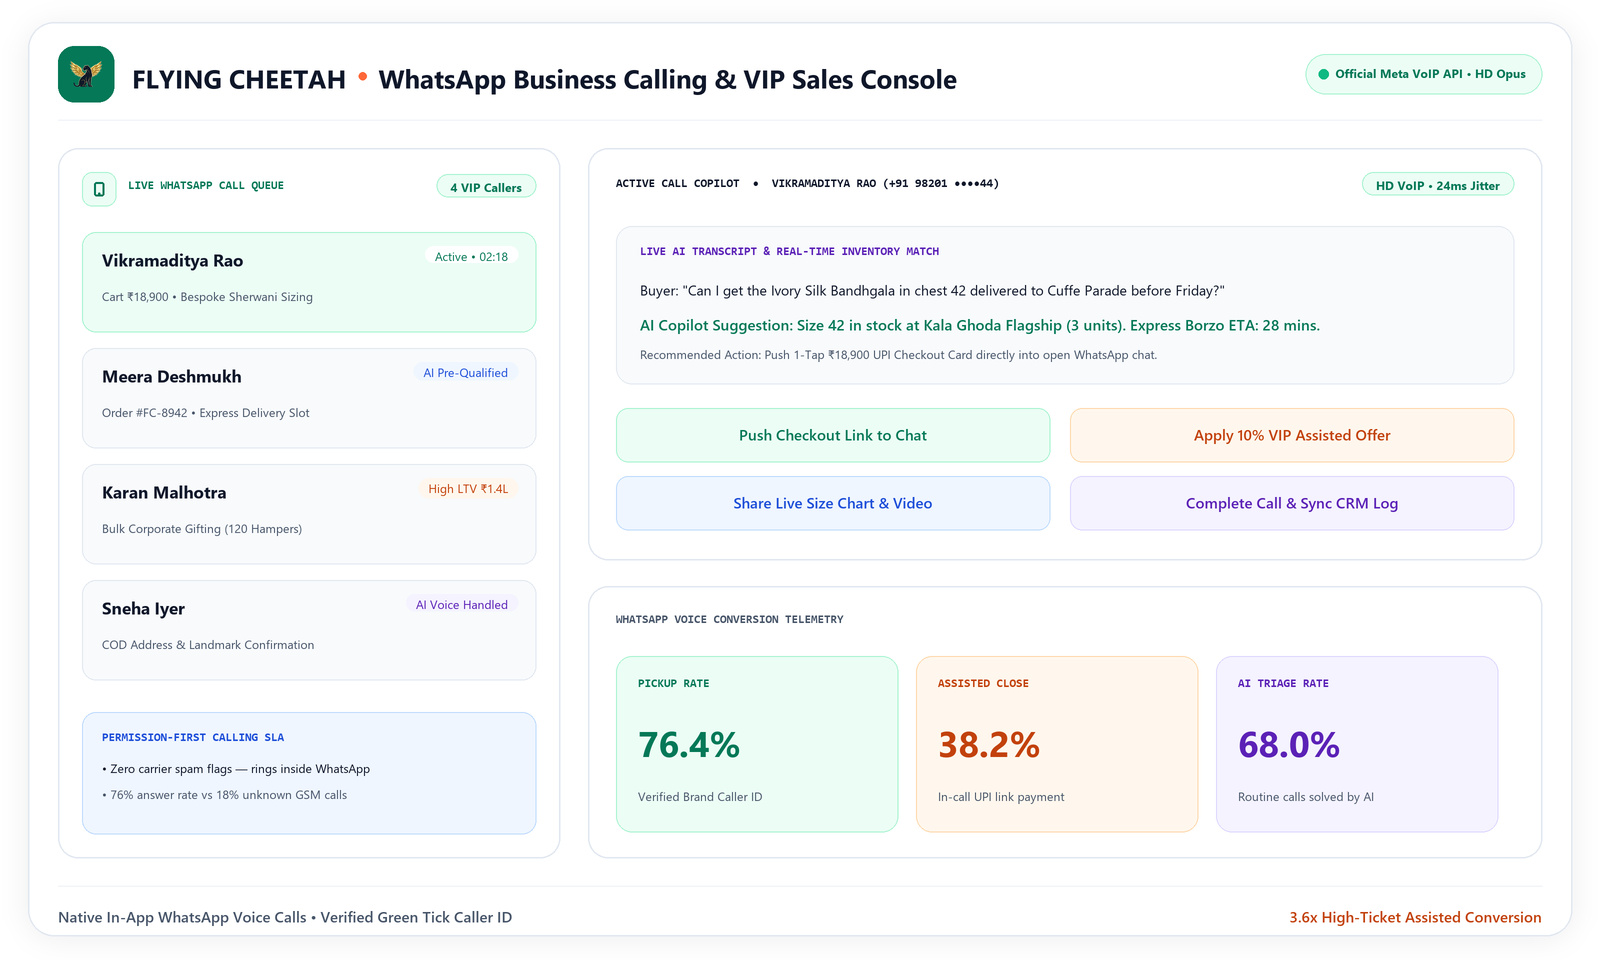 FLYING CHEETAH • WhatsApp Business Calling & VIP Sales Console
Official Meta VoIP API • HD Opus
LIVE WHATSAPP CALL QUEUE
4 VIP Callers
Vikramaditya Rao
Active • 02:18
Cart ₹18,900 • Bespoke Sherwani Sizing
Meera Deshmukh
AI Pre-Qualified
Order #FC-8942 • Express Delivery Slot
Karan Malhotra
High LTV ₹1.4L
Bulk Corporate Gifting (120 Hampers)
Sneha Iyer
AI Voice Handled
COD Address & Landmark Confirmation
PERMISSION-FIRST CALLING SLA
• Zero carrier spam flags — rings inside WhatsApp
• 76% answer rate vs 18% unknown GSM calls
ACTIVE CALL COPILOT • VIKRAMADITYA RAO (+91 98201 ••••44)
HD VoIP • 24ms Jitter
LIVE AI TRANSCRIPT & REAL-TIME INVENTORY MATCH
Buyer: "Can I get the Ivory Silk Bandhgala in chest 42 delivered to Cuffe Parade before Friday?"
AI Copilot Suggestion: Size 42 in stock at Kala Ghoda Flagship (3 units). Express Borzo ETA: 28 mins.
Recommended Action: Push 1-Tap ₹18,900 UPI Checkout Card directly into open WhatsApp chat.
Push Checkout Link to Chat
Apply 10% VIP Assisted Offer
Share Live Size Chart & Video
Complete Call & Sync CRM Log
WHATSAPP VOICE CONVERSION TELEMETRY
PICKUP RATE
76.4%
Verified Brand Caller ID
ASSISTED CLOSE
38.2%
In-call UPI link payment
AI TRIAGE RATE
68.0%
Routine calls solved by AI
Native In-App WhatsApp Voice Calls • Verified Green Tick Caller ID
3.6x High-Ticket Assisted Conversion